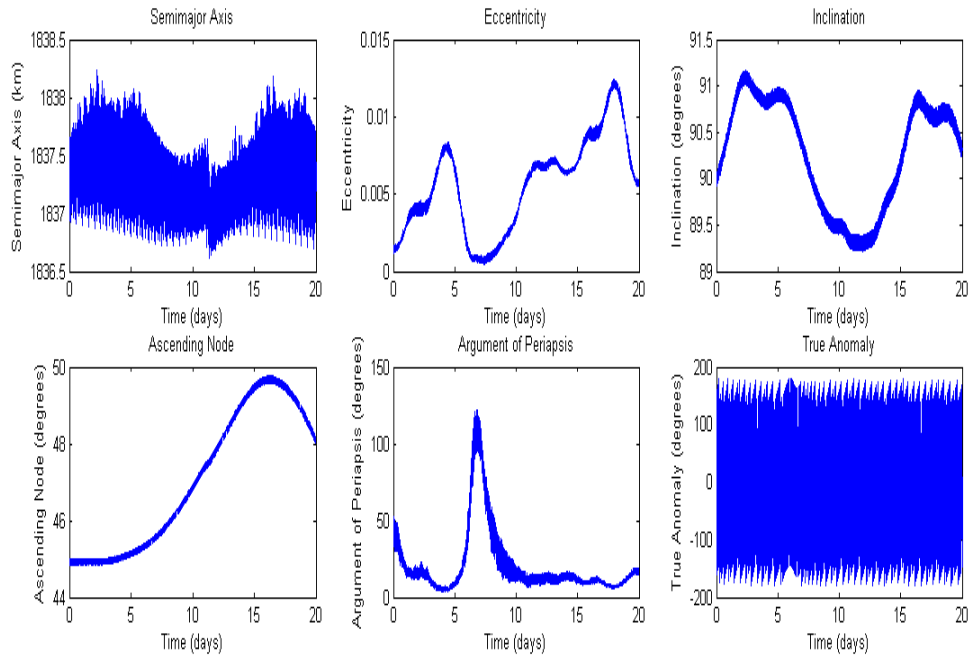 Semimajor Axis
Semimajor Axis (km)
1838.5
1838
1837.5
1837
1836.5
0 5 10 15 20
Time (days)
Eccentricity
Eccentricity
0.015
0.01
0.005
0
0 5 10 15 20
Time (days)
Inclination
Inclination (degrees)
91.5
91
90.5
90
89.5
89
0 5 10 15 20
Time (days)
Ascending Node
Ascending Node (degrees)
50
48
46
44
0 5 10 15 20
Time (days)
Argument of Periapsis
Argument of Periapsis (degrees)
150
100
50
0
0 5 10 15 20
Time (days)
True Anomaly
True Anomaly (degrees)
200
100
0
-100
-200
0 5 10 15 20
Time (days)